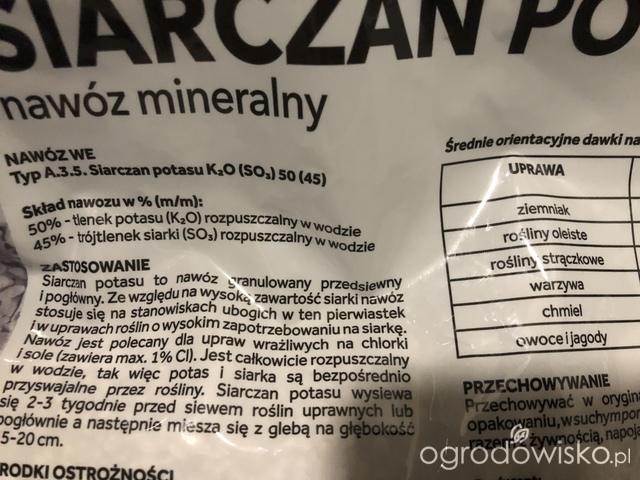 SIARCZAN PO
nawóz mineralny
NAWÓZ WE
Typ A.3.5. Siarczan potasu K₂O (SO₃) 50 (45)
Skład nawozu w % (m/m):
50% - tlenek potasu (K₂O) rozpuszczalny w wodzie
45% - trójtlenek siarki (SO₃) rozpuszczalny w wodzie
ZASTOSOWANIE
Siarczan potasu to nawóz granulowany przedsiewny
i pogłówny. Ze względu na wysoką zawartość siarki nawóz
stosuje się na stanowiskach ubogich w ten pierwiastek
i w uprawach roślin o wysokim zapotrzebowaniu na siarkę.
Nawóz jest polecany dla upraw wrażliwych na chlorki
i sole (zawiera max. 1% Cl). Jest całkowicie rozpuszczalny
w wodzie, tak więc potas i siarka są bezpośrednio
przyswajalne przez rośliny. Siarczan potasu wysiewa
się 2-3 tygodnie przed siewem roślin uprawnych lub
pogłównie a następnie miesza się z glebą na głębokość
5-20 cm.
RODKI OSTROŻNOŚCI
Średnie orientacyjne dawki na
UPRAWA
ziemniak
rośliny oleiste
rośliny strączkowe
warzywa
chmiel
owoce i jagody
PRZECHOWYWANIE
Przechowywać w orygina
opakowaniu, w suchym pom
żywnością, napoja
ogrodowisko.pl